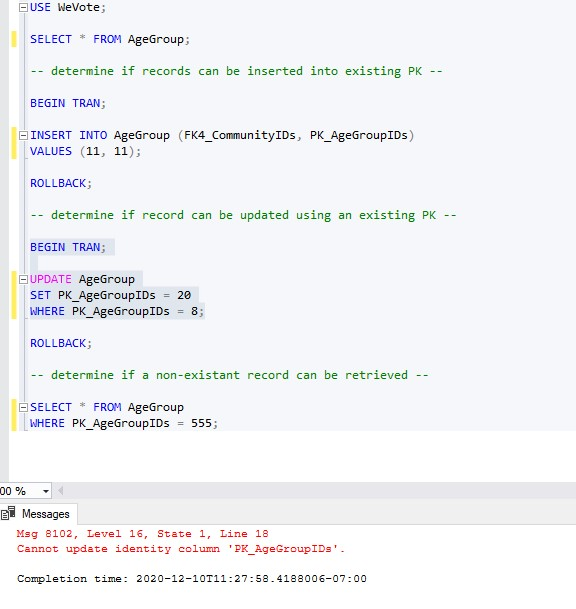 USE WeVote;
SELECT * FROM AgeGroup;
-- determine if records can be inserted into existing PK --
BEGIN TRAN;
INSERT INTO AgeGroup (FK4_CommunityIDs, PK_AgeGroupIDs)
VALUES (11, 11);
ROLLBACK;
-- determine if record can be updated using an existing PK --
BEGIN TRAN;
UPDATE AgeGroup
SET PK_AgeGroupIDs = 20
WHERE PK_AgeGroupIDs = 8;
ROLLBACK;
-- determine if a non-existant record can be retrieved --
SELECT * FROM AgeGroup
WHERE PK_AgeGroupIDs = 555;
00 %
Messages
Msg 8102, Level 16, State 1, Line 18
Cannot update identity column 'PK_AgeGroupIDs'.
Completion time: 2020-12-10T11:27:58.4188006-07:00